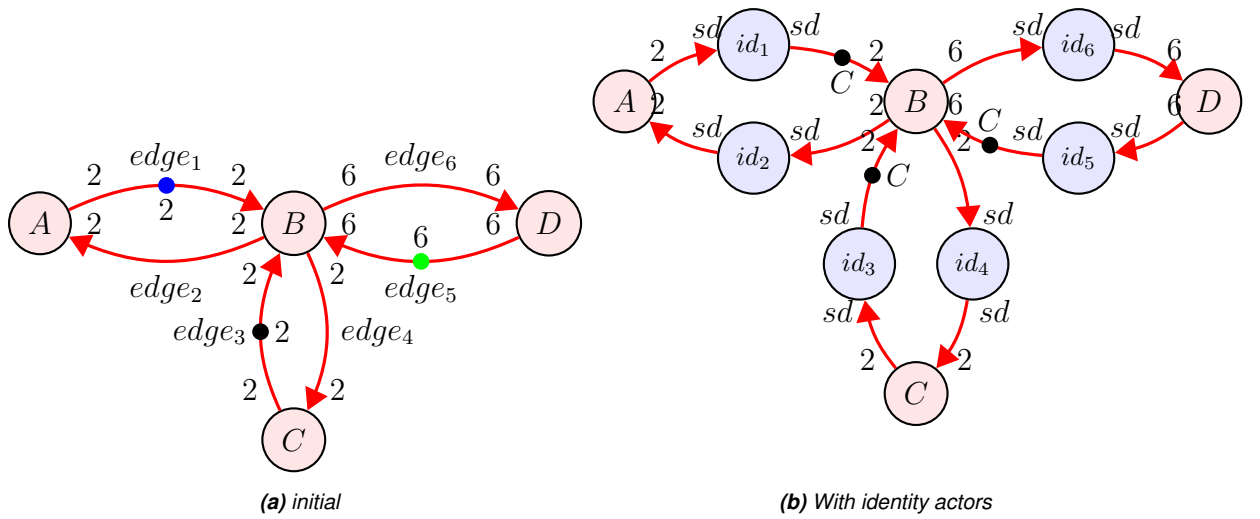 edge₁
2 2
A 2 B
2 2
edge₂
edge₆
6 6
D
6 6 6
edge₅
2 2
edge₃ 2 edge₄
2 2
C
(a) initial
sd id₁ sd
2 2
A C B
2 2
sd id₂ sd
6 sd id₆ sd 6
D
6 C 6
sd id₅ sd
2 2
C
sd sd
id₃ id₄
sd sd
2 2
C
(b) With identity actors